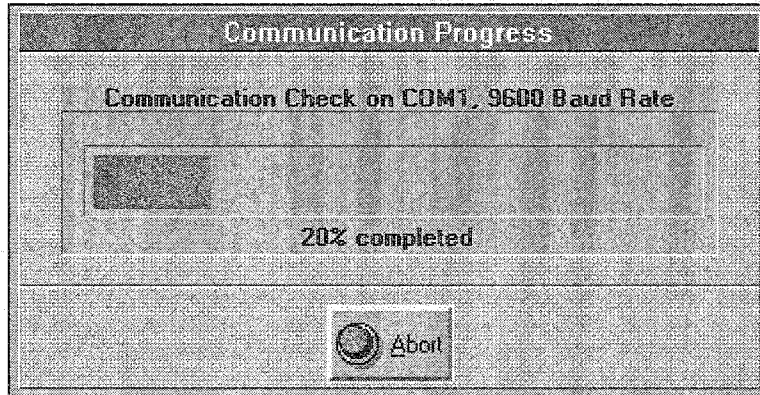 Communication Progress
Communication Check on COM1, 9600 Baud Rate
20% completed
Abort